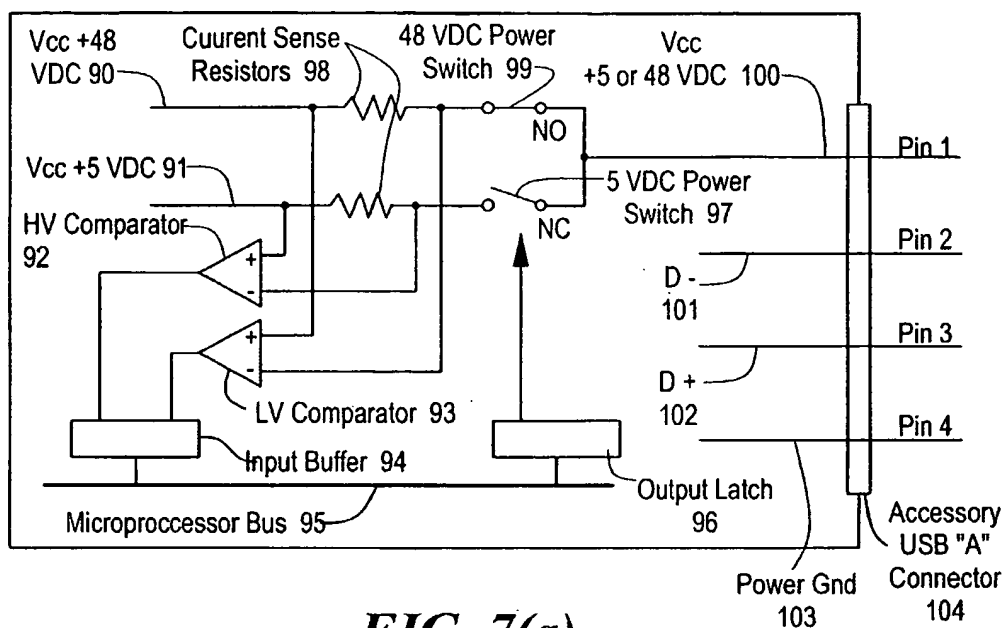 Vcc +48
VDC 90
Cuurent Sense
Resistors 98
48 VDC Power
Switch 99
Vcc
+5 or 48 VDC 100
NO
Pin 1
Vcc +5 VDC 91
5 VDC Power
Switch 97
NC
HV Comparator
92
+
-
Pin 2
D -
101
+
-
Pin 3
D +
102
LV Comparator 93
Pin 4
Input Buffer 94
Output Latch
96
Microproccessor Bus 95
Accessory
USB "A"
Connector
104
Power Gnd
103
FIG. 7(a)